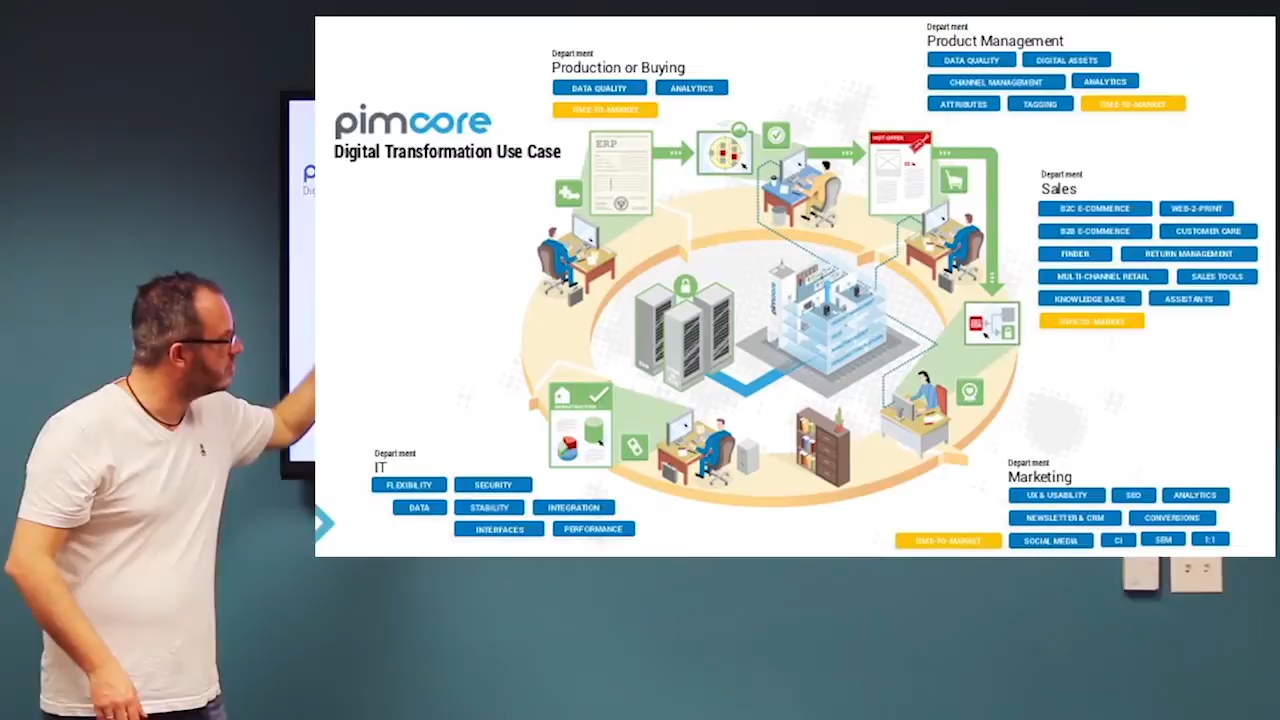 pimcore
Digital Transformation Use Case
Department
Production or Buying
DATA QUALITY
ANALYTICS
TIME-TO-MARKET
Department
Product Management
DATA QUALITY
DIGITAL ASSETS
CHANNEL MANAGEMENT
ANALYTICS
ATTRIBUTES
TAGGING
TIME-TO-MARKET
ERP
HOT OFFER
Department
Sales
B2C E-COMMERCE
WEB-2-PRINT
B2B E-COMMERCE
CUSTOMER CARE
FINDER
RETURN MANAGEMENT
MULTI-CHANNEL RETAIL
SALES TOOLS
KNOWLEDGE BASE
ASSISTANTS
TIME-TO-MARKET
pimcore
INFRASTRUCTURE
Department
IT
FLEXIBILITY
SECURITY
DATA
STABILITY
INTEGRATION
INTERFACES
PERFORMANCE
Department
Marketing
UX & USABILITY
SEO
ANALYTICS
NEWSLETTER & CRM
CONVERSIONS
TIME-TO-MARKET
SOCIAL MEDIA
CI
SEM
1:1